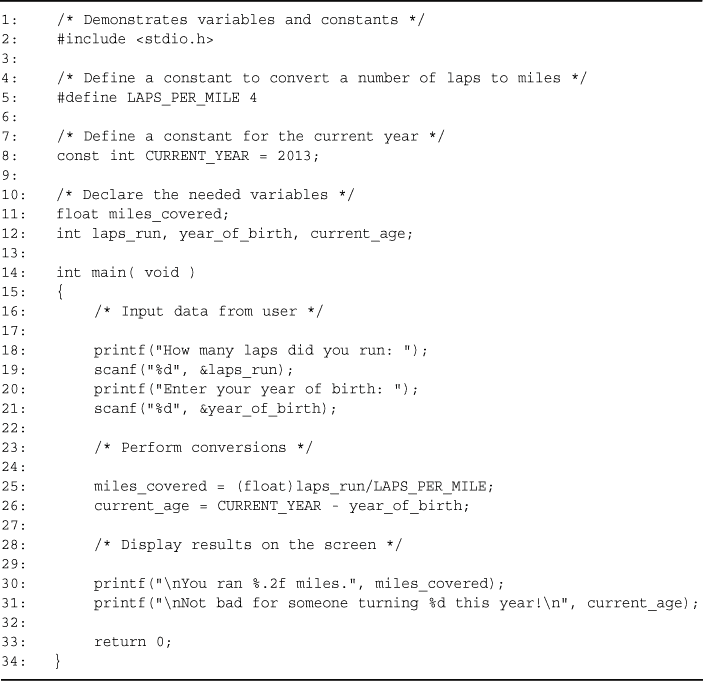 1: /* Demonstrates variables and constants */
2: #include <stdio.h>
3:
4: /* Define a constant to convert a number of laps to miles */
5: #define LAPS_PER_MILE 4
6:
7: /* Define a constant for the current year */
8: const int CURRENT_YEAR = 2013;
9:
10: /* Declare the needed variables */
11: float miles_covered;
12: int laps_run, year_of_birth, current_age;
13:
14: int main( void )
15: {
16:     /* Input data from user */
17:
18:     printf("How many laps did you run: ");
19:     scanf("%d", &laps_run);
20:     printf("Enter your year of birth: ");
21:     scanf("%d", &year_of_birth);
22:
23:     /* Perform conversions */
24:
25:     miles_covered = (float)laps_run/LAPS_PER_MILE;
26:     current_age = CURRENT_YEAR - year_of_birth;
27:
28:     /* Display results on the screen */
29:
30:     printf("\nYou ran %.2f miles.", miles_covered);
31:     printf("\nNot bad for someone turning %d this year!\n", current_age);
32:
33:     return 0;
34: }